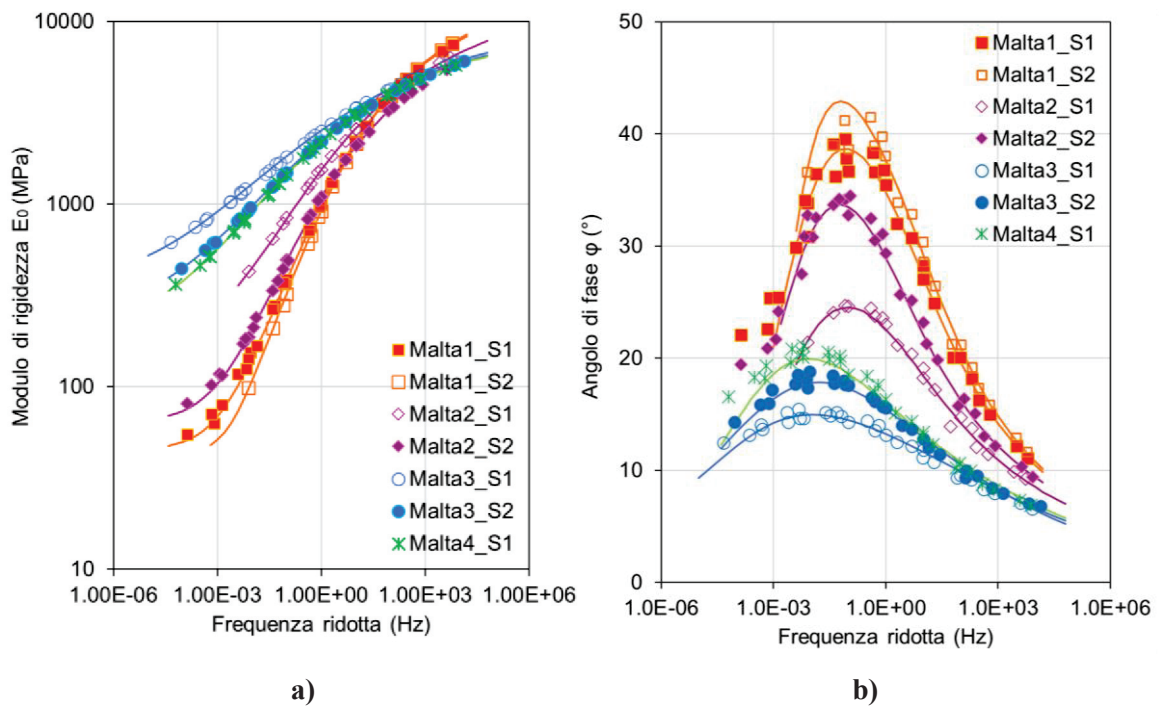 10000
1000
100
10
1.00E-06
1.00E-03
1.00E+00
1.00E+03
1.00E+06
Modulo di rigidezza E₀ (MPa)
Frequenza ridotta (Hz)
Malta1_S1
Malta1_S2
Malta2_S1
Malta2_S2
Malta3_S1
Malta3_S2
Malta4_S1
a)
50
40
30
20
10
0
1.0E-06
1.0E-03
1.0E+00
1.0E+03
1.0E+06
Angolo di fase φ (°)
Frequenza ridotta (Hz)
Malta1_S1
Malta1_S2
Malta2_S1
Malta2_S2
Malta3_S1
Malta3_S2
Malta4_S1
b)